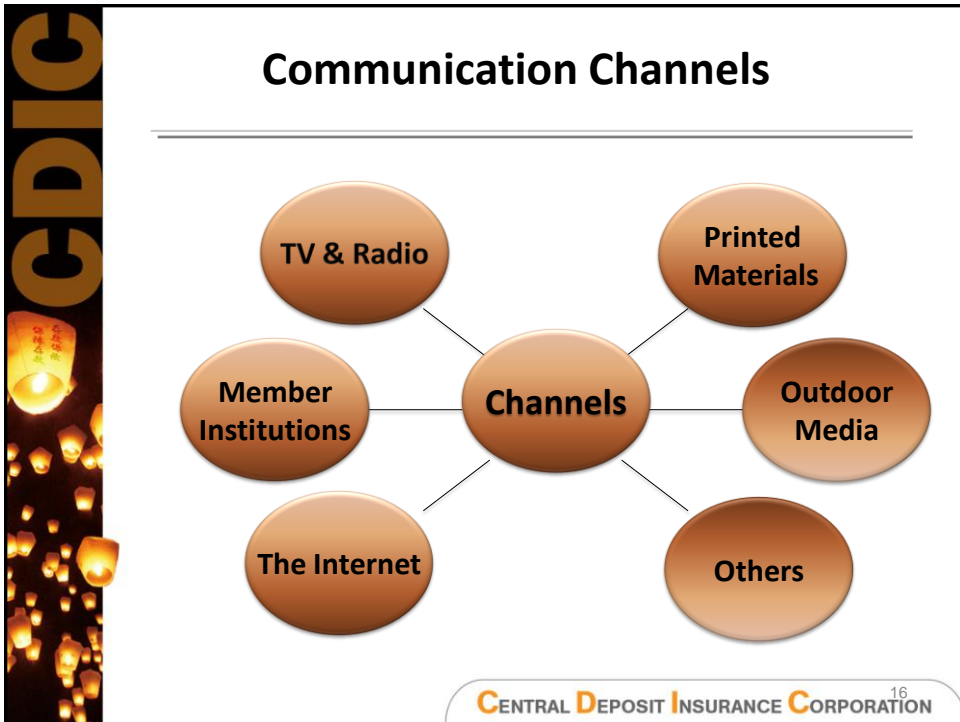 CDIC
Communication Channels
TV & Radio
Printed
Materials
Member
Institutions
Channels
Outdoor
Media
The Internet
Others
16
CENTRAL DEPOSIT INSURANCE CORPORATION